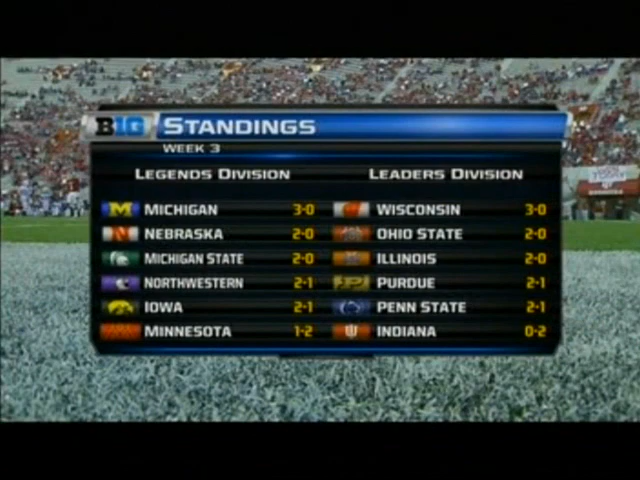 B1G STANDINGS
WEEK 3
LEGENDS DIVISION LEADERS DIVISION
M MICHIGAN 3-0 WISCONSIN 3-0
N NEBRASKA 2-0 OHIO STATE 2-0
MICHIGAN STATE 2-0 ILLINOIS 2-0
NORTHWESTERN 2-1 P PURDUE 2-1
IOWA 2-1 PENN STATE 2-1
MINNESOTA 1-2 INDIANA 0-2